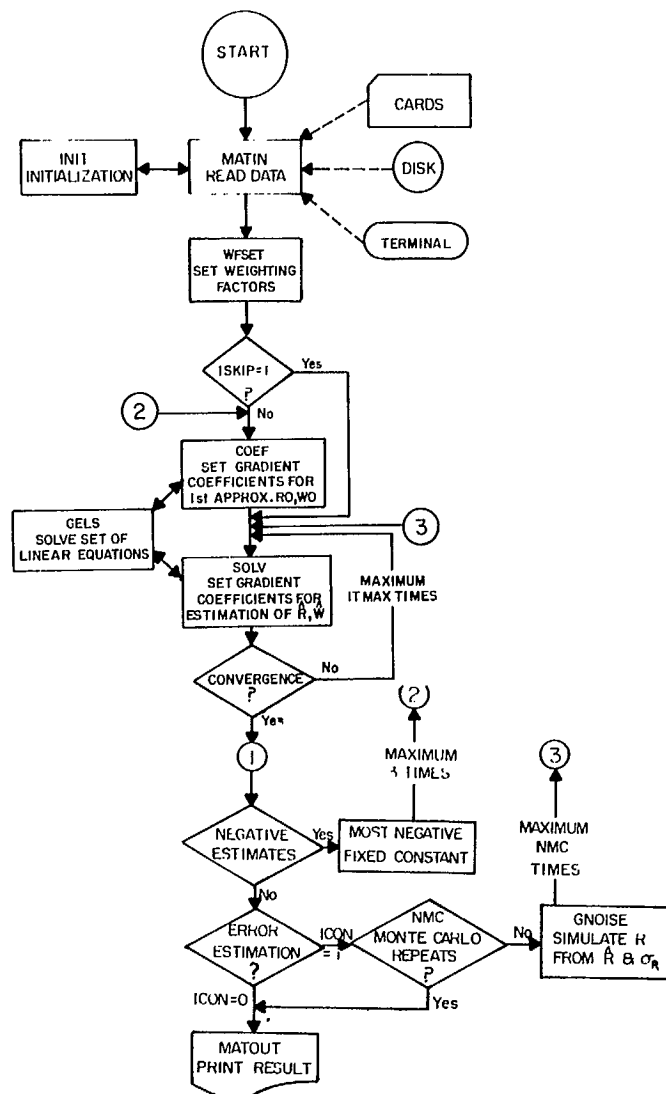 START
CARDS
INIT
INITIALIZATION
MATIN
READ DATA
DISK
TERMINAL
WFSET
SET WEIGHTING
FACTORS
ISKIP=1
?
Yes
No
2
COEF
SET GRADIENT
COEFFICIENTS FOR
1st APPROX. RO,WO
GELS
SOLVE SET OF
LINEAR EQUATIONS
3
SOLV
SET GRADIENT
COEFFICIENTS FOR
ESTIMATION OF R̂,Ŵ
MAXIMUM
ITMAX TIMES
CONVERGENCE
?
No
Yes
1
2
MAXIMUM
TIMES
3
MAXIMUM
NMC
TIMES
NEGATIVE
ESTIMATES
Yes
No
MOST NEGATIVE
FIXED CONSTANT
ERROR
ESTIMATION
?
ICON
= 1
NMC
MONTE CARLO
REPEATS
?
No
Yes
GNOISE
SIMULATE R
FROM R̂ & σR
ICON=0
MATOUT
PRINT RESULT